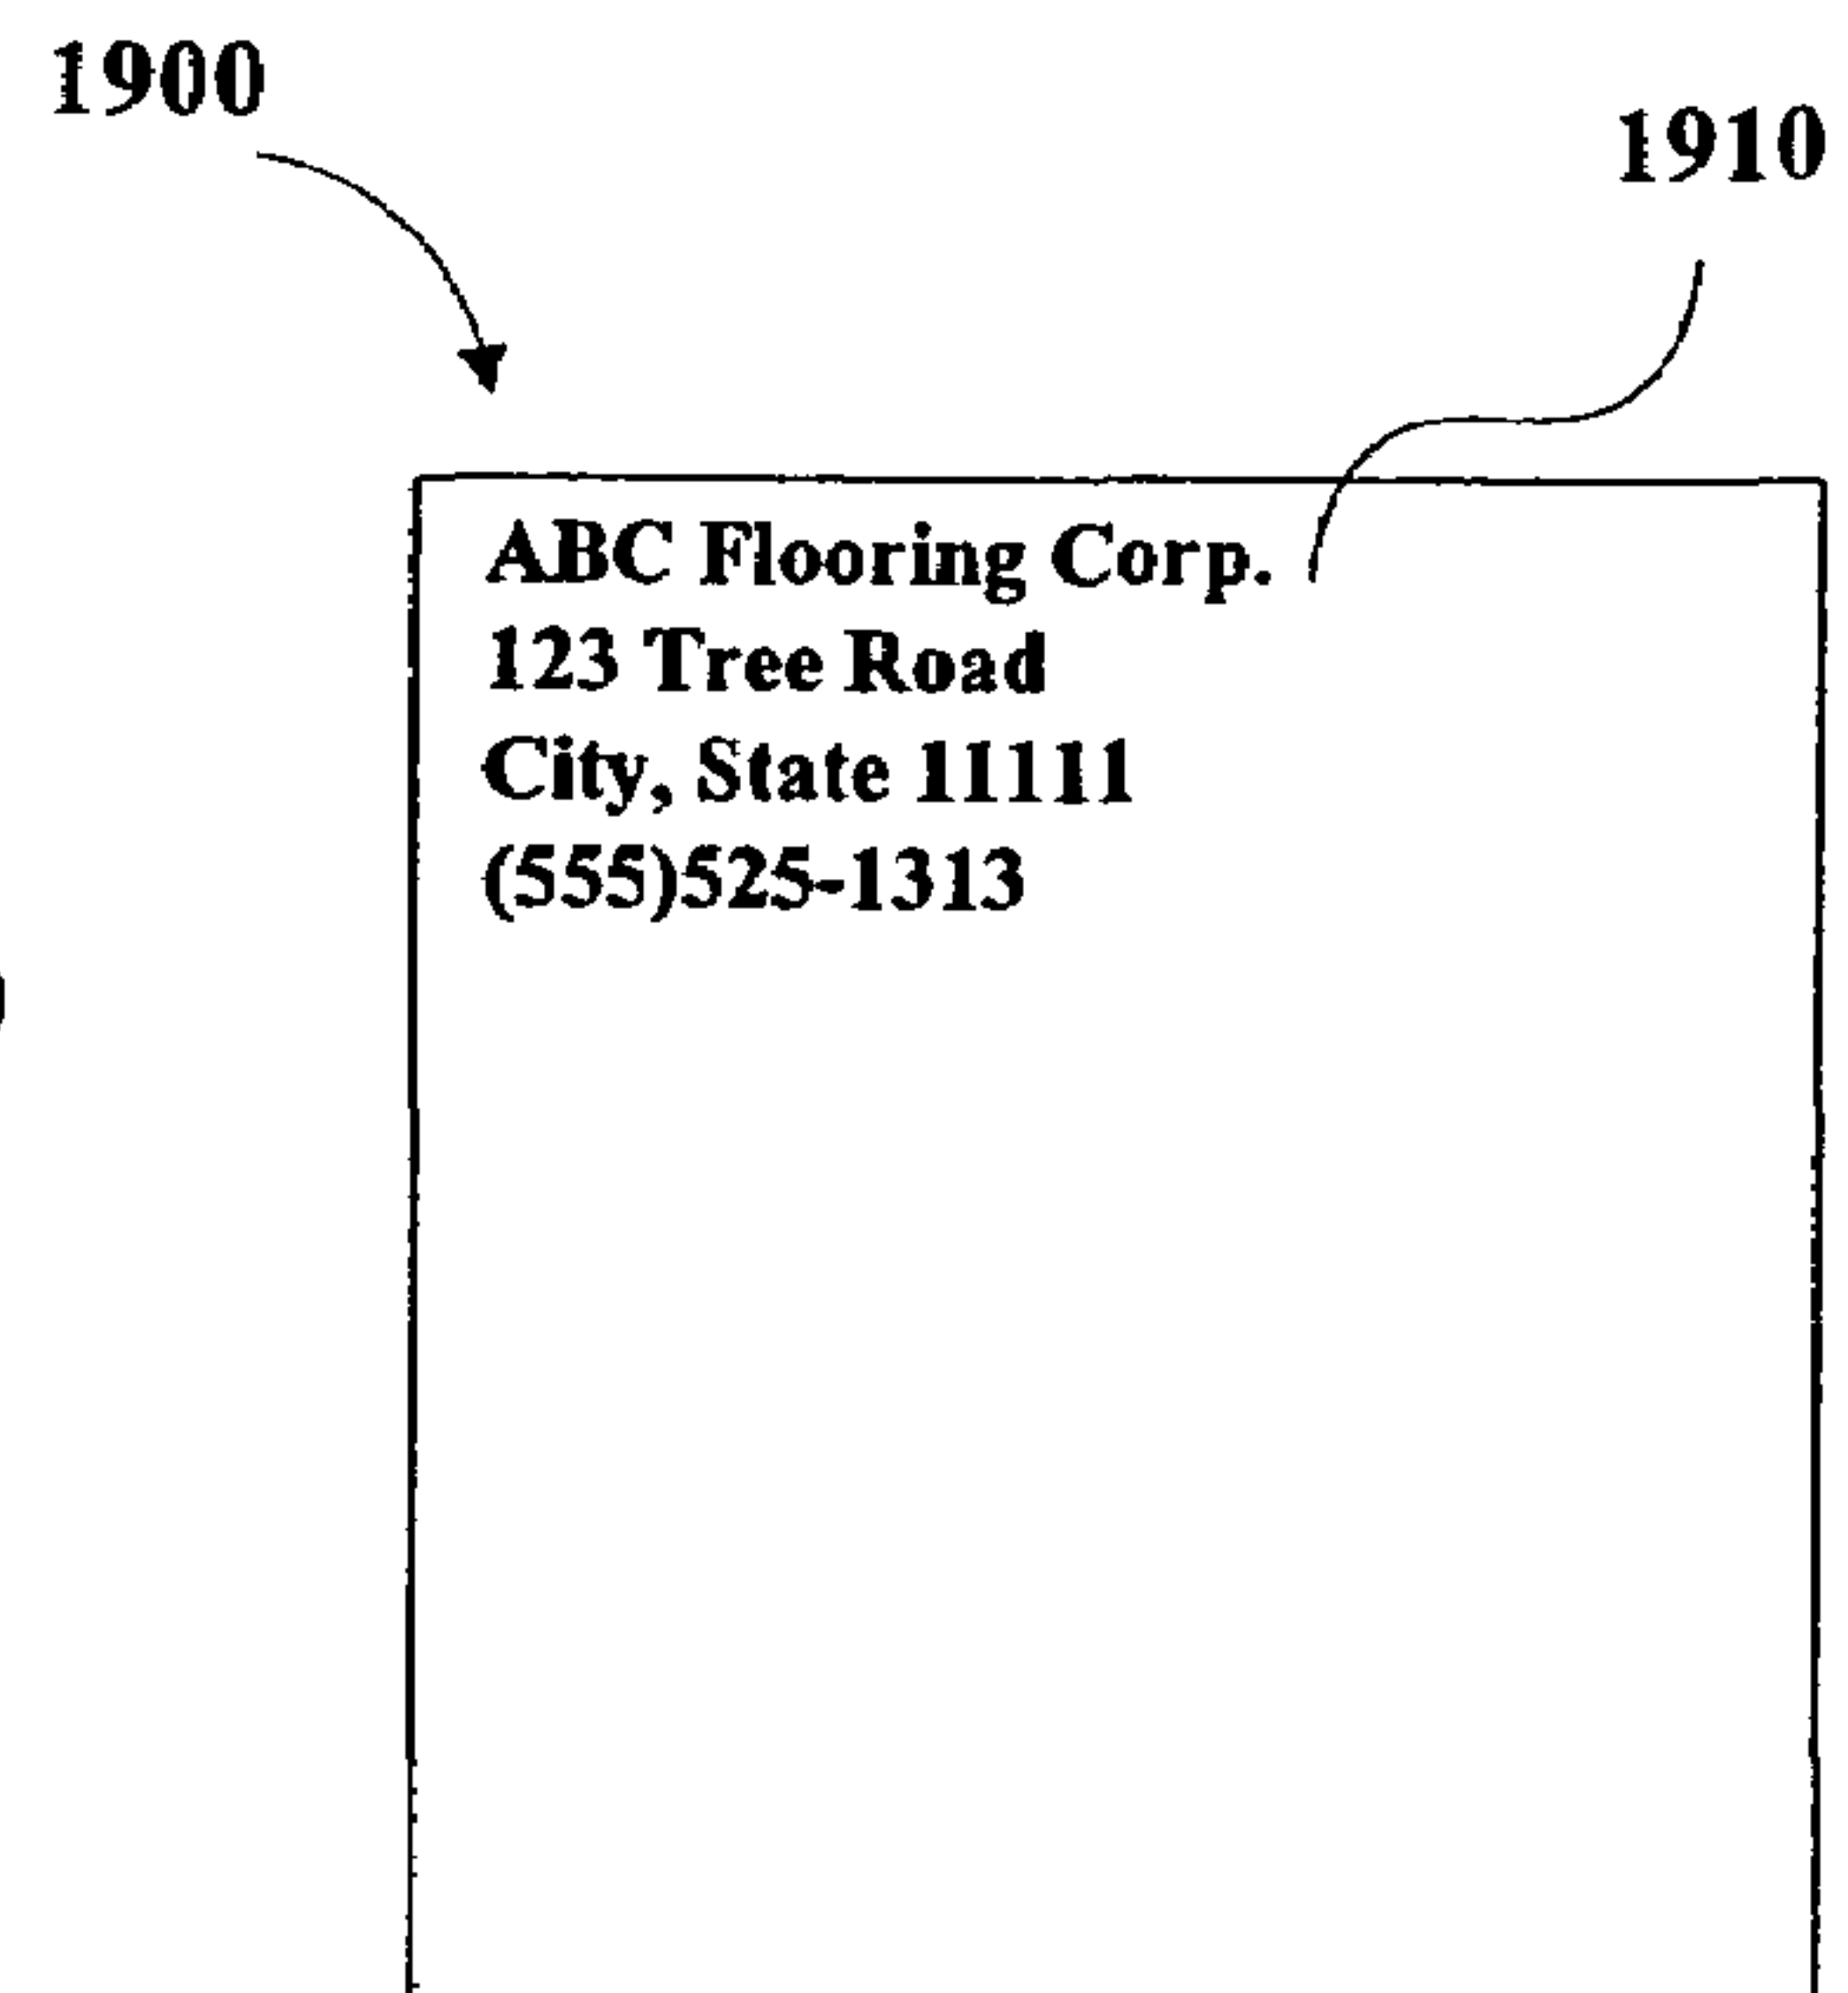 1900
1910
ABC Flooring Corp.
123 Tree Road
City, State 11111
(555)525-1313